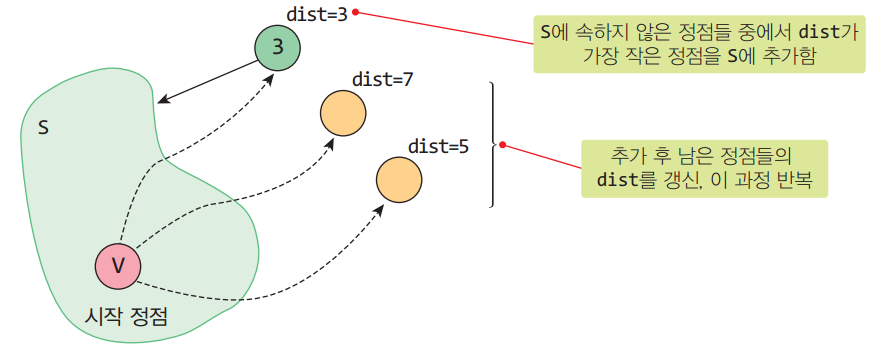 dist=3
3
S에 속하지 않은 정점들 중에서 dist가
가장 작은 정점을 S에 추가함
dist=7
S
dist=5
추가 후 남은 정점들의
dist를 갱신, 이 과정 반복
V
시작 정점